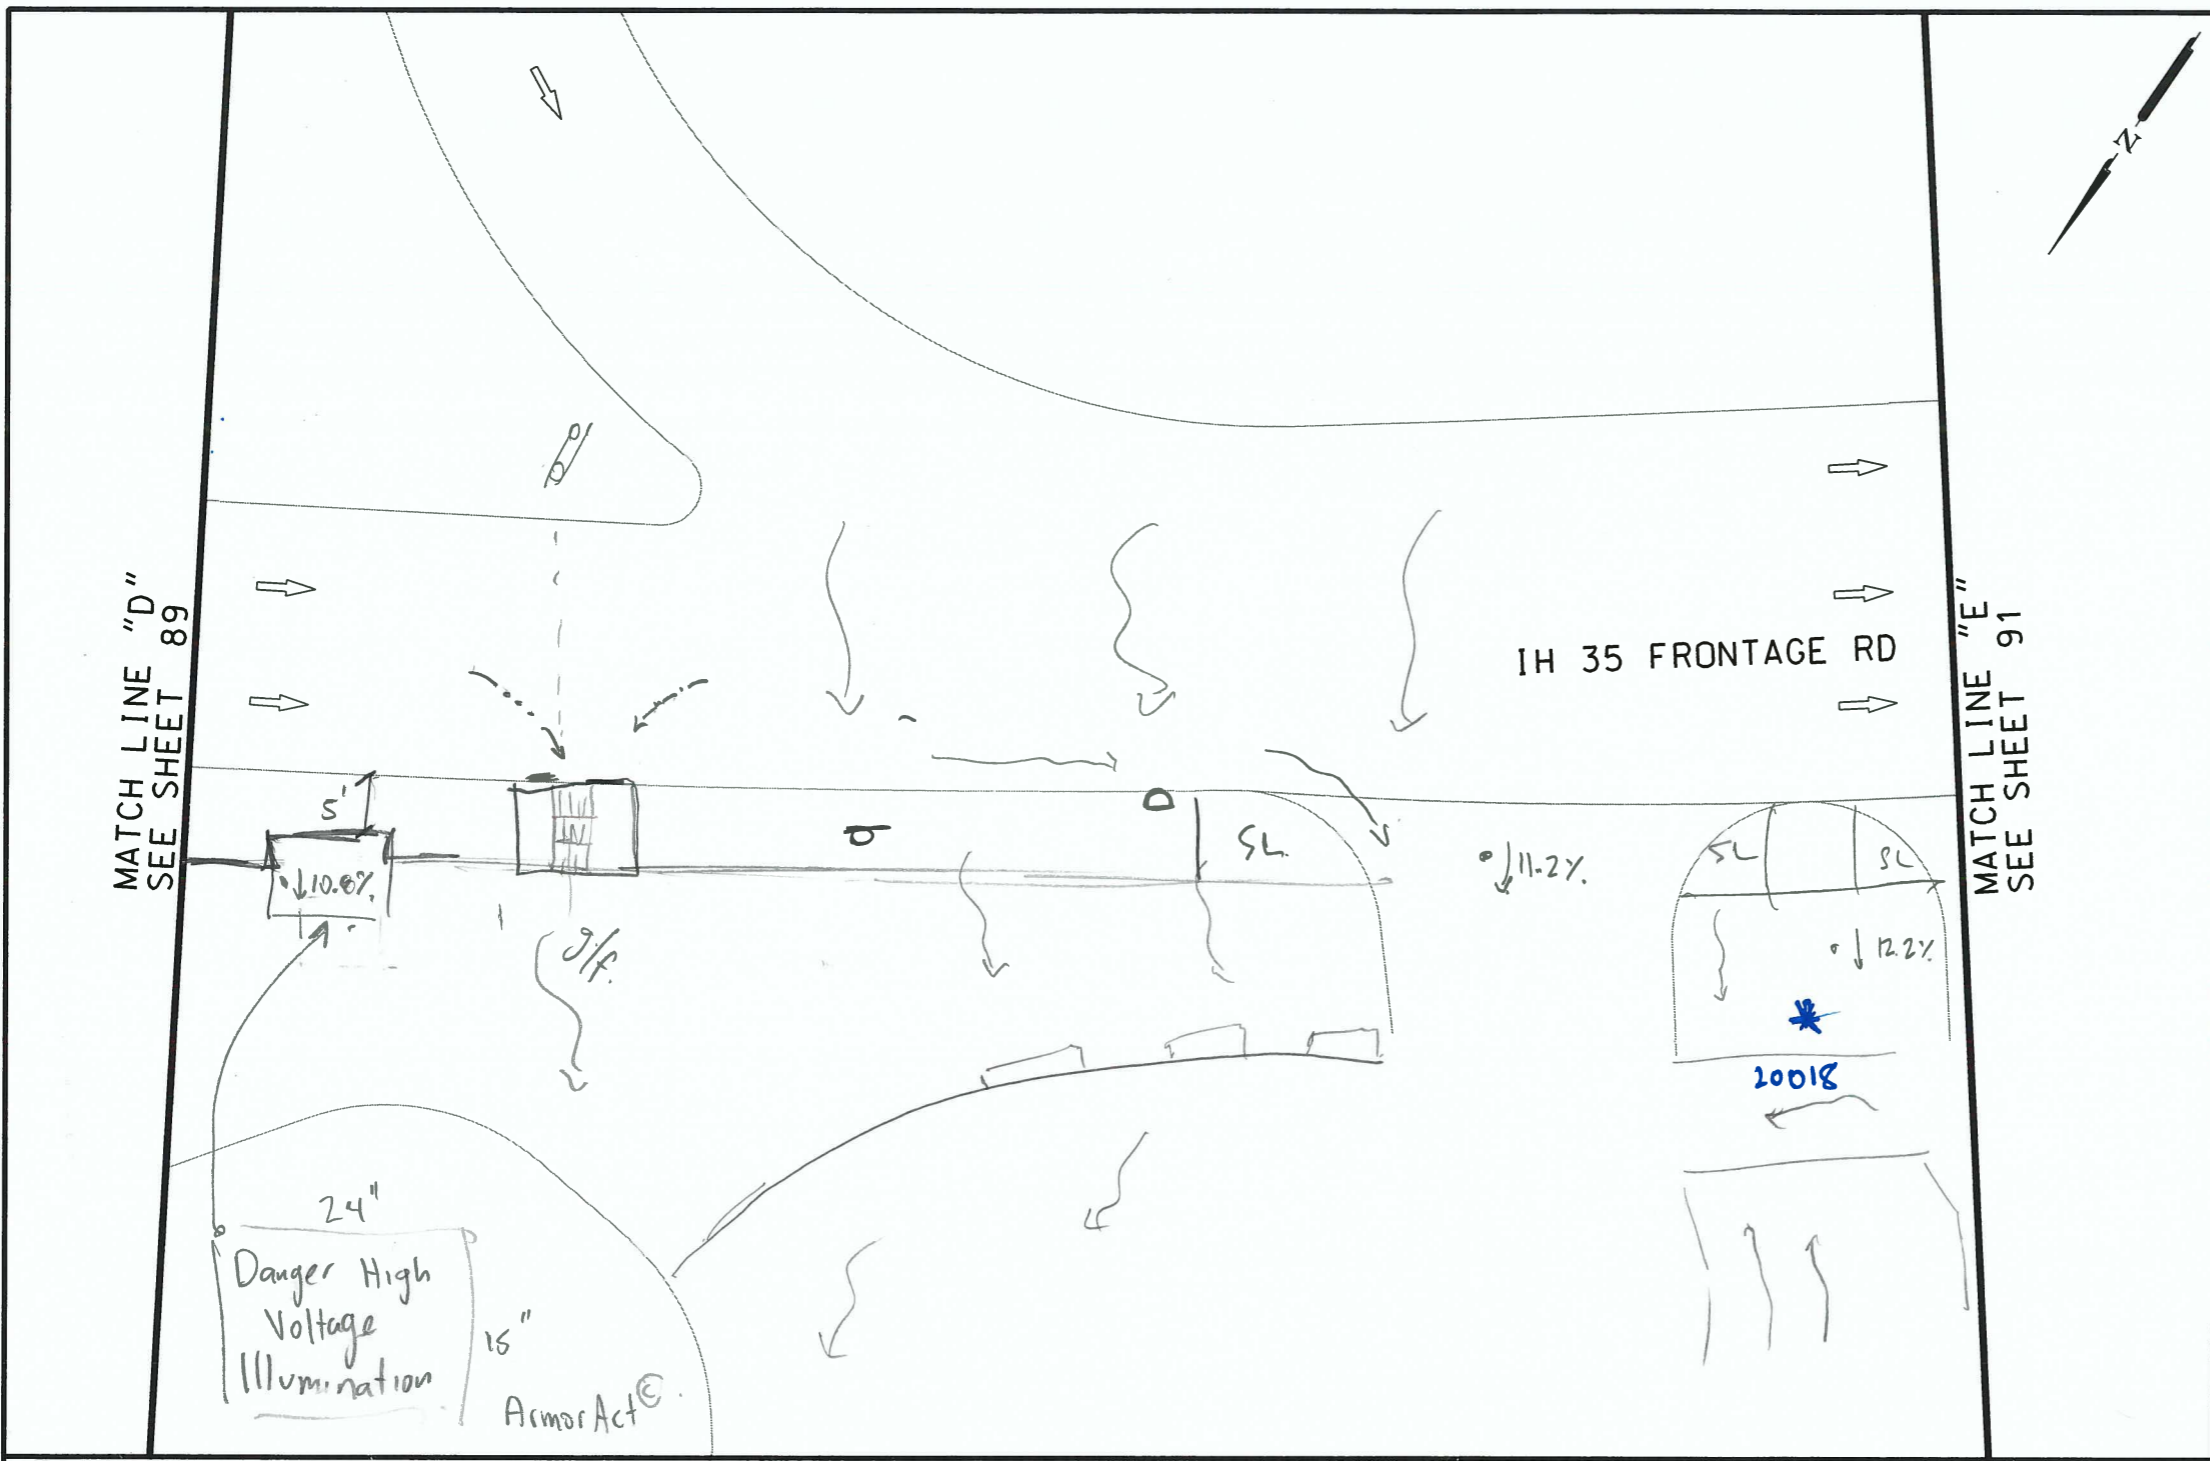 N
MATCH LINE "D"
SEE SHEET 89
IH 35 FRONTAGE RD
MATCH LINE "E"
SEE SHEET 91
5'
10.8%
SL
11.2%
SL
SL
g/f.
12.2%
20018
24"
Danger High
Voltage
Illumination
15"
ArmorAct ©